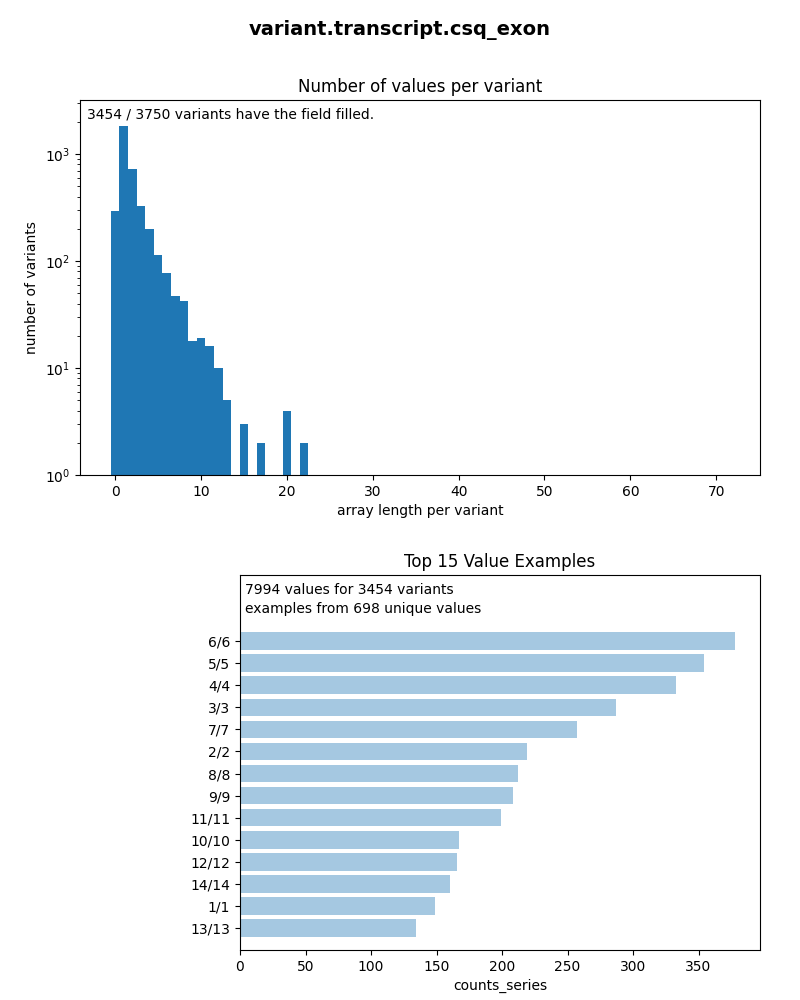 variant.transcript.csq_exon
Number of values per variant
3454 / 3750 variants have the field filled.
10³
10²
10¹
10⁰
number of variants
0 10 20 30 40 50 60 70
array length per variant
Top 15 Value Examples
7994 values for 3454 variants
examples from 698 unique values
6/6
5/5
4/4
3/3
7/7
2/2
8/8
9/9
11/11
10/10
12/12
14/14
1/1
13/13
0 50 100 150 200 250 300 350
counts_series